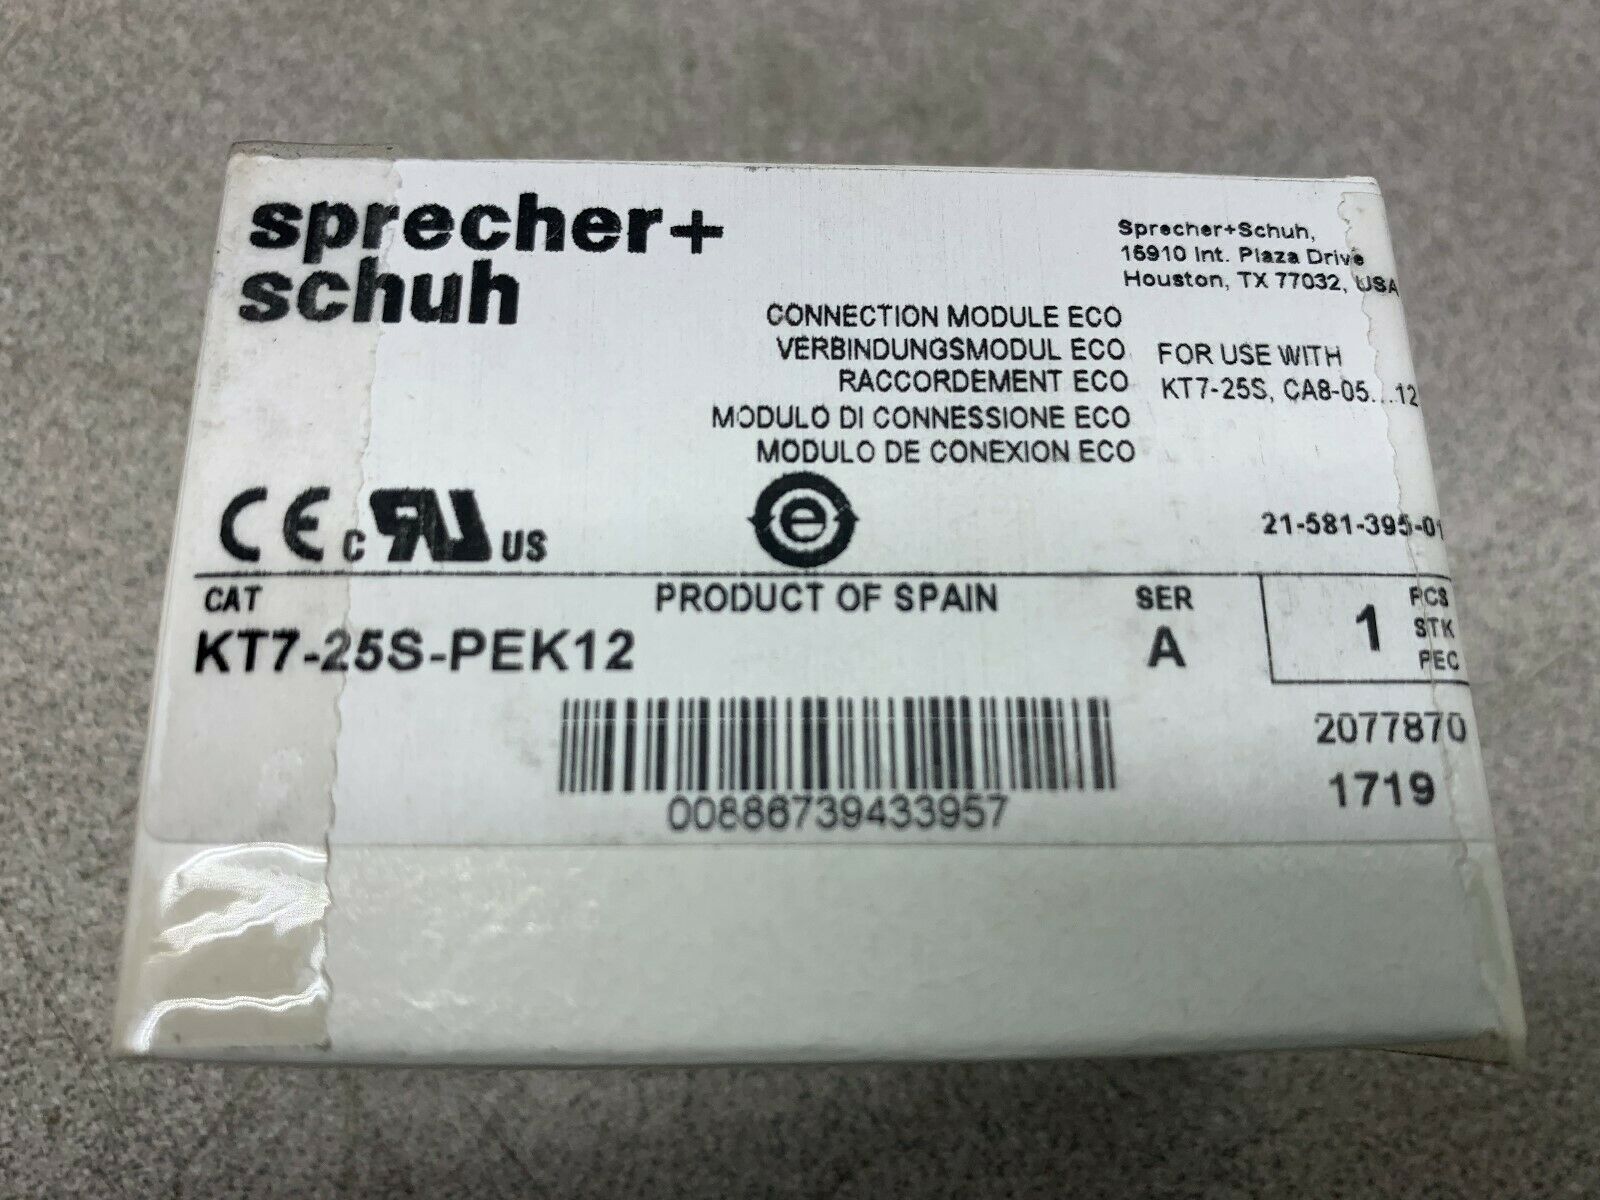 sprecher+
schuh
Sprecher+Schuh,
15910 Int. Plaza Drive
Houston, TX 77032, USA
CONNECTION MODULE ECO
VERBINDUNGSMODUL ECO
RACCORDEMENT ECO
MODULO DI CONNESSIONE ECO
MODULO DE CONEXION ECO
FOR USE WITH
KT7-25S, CA8-05...12
CE c RU US
e
21-581-395-01
CAT
KT7-25S-PEK12
PRODUCT OF SPAIN
SER
A
1
PCS
STK
PEC
00886739433957
2077870
1719